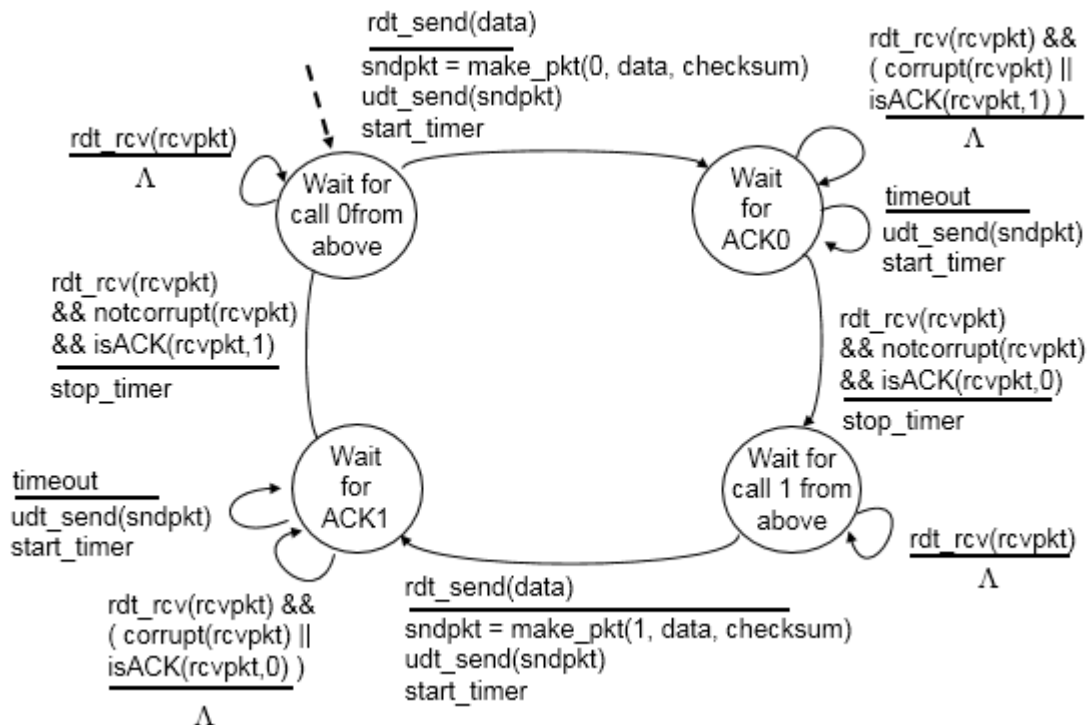 rdt_send(data)
sndpkt = make_pkt(0, data, checksum)
udt_send(sndpkt)
start_timer
rdt_rcv(rcvpkt) &&
( corrupt(rcvpkt) ||
isACK(rcvpkt,1) )
Λ
rdt_rcv(rcvpkt)
Λ
Wait for
call 0from
above
Wait
for
ACK0
timeout
udt_send(sndpkt)
start_timer
rdt_rcv(rcvpkt)
&& notcorrupt(rcvpkt)
&& isACK(rcvpkt,1)
stop_timer
rdt_rcv(rcvpkt)
&& notcorrupt(rcvpkt)
&& isACK(rcvpkt,0)
stop_timer
Wait
for
ACK1
Wait for
call 1 from
above
timeout
udt_send(sndpkt)
start_timer
rdt_rcv(rcvpkt)
Λ
rdt_rcv(rcvpkt) &&
( corrupt(rcvpkt) ||
isACK(rcvpkt,0) )
Λ
rdt_send(data)
sndpkt = make_pkt(1, data, checksum)
udt_send(sndpkt)
start_timer